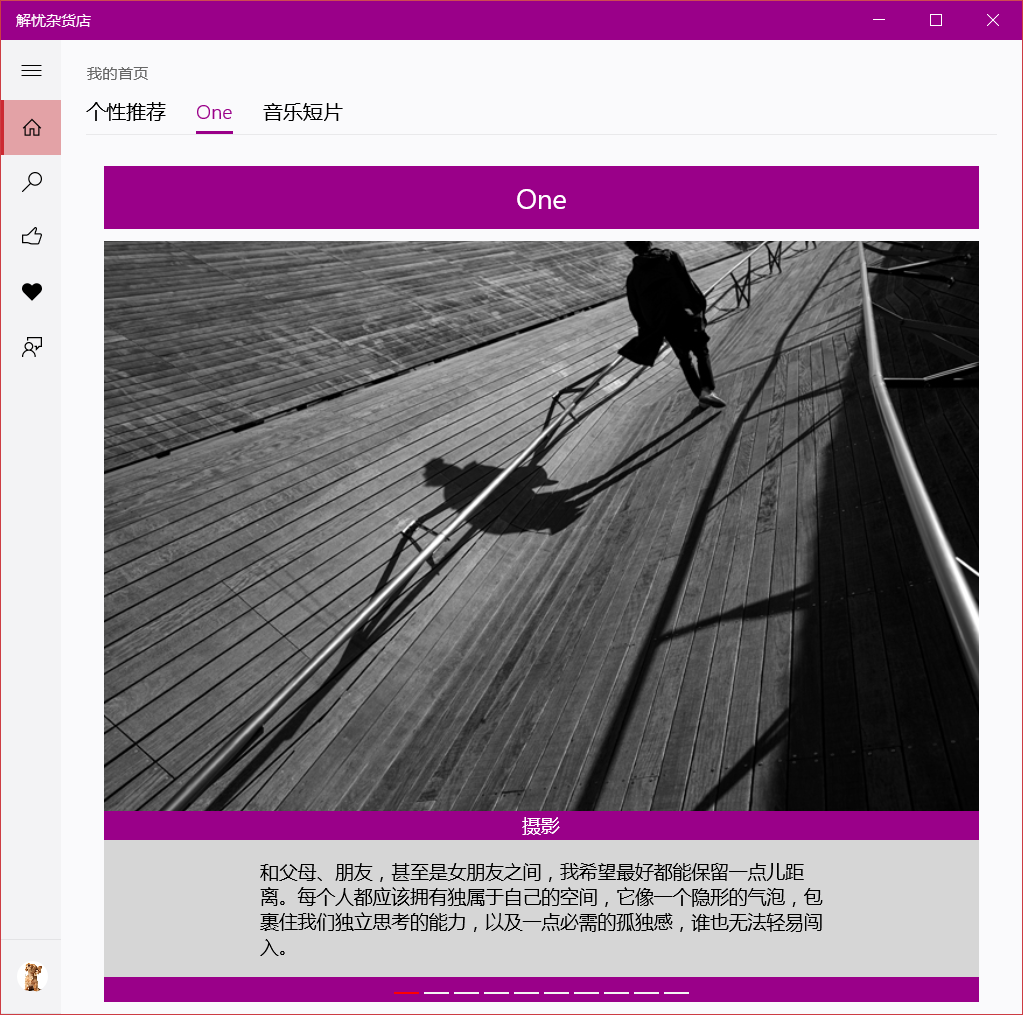 解忧杂货店
我的首页
个性推荐 One 音乐短片
One
摄影
和父母、朋友，甚至是女朋友之间，我希望最好都能保留一点儿距
离。每个人都应该拥有独属于自己的空间，它像一个隐形的气泡，包
裹住我们独立思考的能力，以及一点必需的孤独感，谁也无法轻易闯
入。